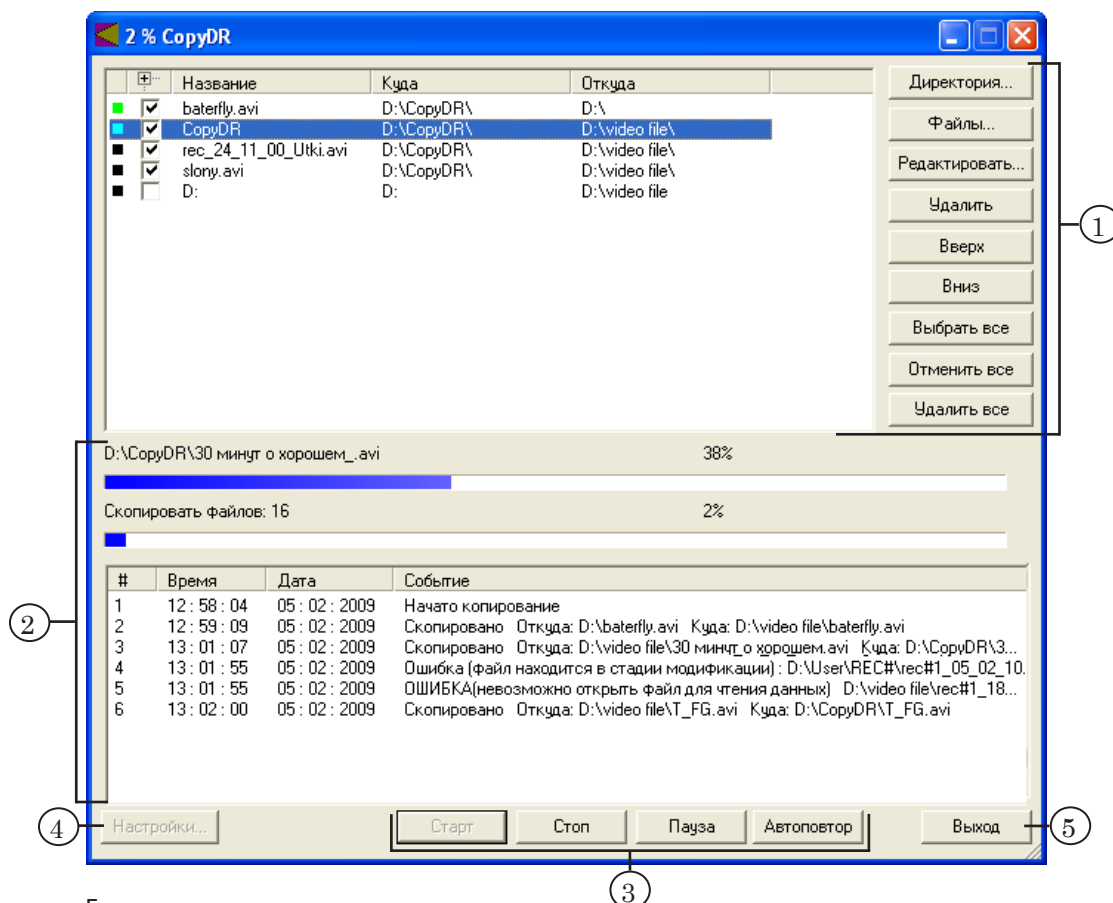 2 % CopyDR
Название Куда Откуда
baterfly.avi D:\CopyDR\ D:\
CopyDR D:\CopyDR\ D:\video file\
rec_24_11_00_Utki.avi D:\CopyDR\ D:\video file\
slony.avi D:\CopyDR\ D:\video file\
D: D: D:\video file
Директория...
Файлы...
Редактировать...
Удалить
Вверх
Вниз
Выбрать все
Отменить все
Удалить все
1
D:\CopyDR\30 минут о хорошем_.avi 38%
Скопировать файлов: 16 2%
# Время Дата Событие
1 12 : 58 : 04 05 : 02 : 2009 Начато копирование
2 12 : 59 : 09 05 : 02 : 2009 Скопировано Откуда: D:\baterfly.avi Куда: D:\video file\baterfly.avi
3 13 : 01 : 07 05 : 02 : 2009 Скопировано Откуда: D:\video file\30 минут_о хорошем.avi Куда: D:\CopyDR\3...
4 13 : 01 : 55 05 : 02 : 2009 Ошибка (файл находится в стадии модификации) : D:\User\REC#\rec#1_05_02_10.
5 13 : 01 : 55 05 : 02 : 2009 ОШИБКА(невозможно открыть файл для чтения данных) D:\video file\rec#1_18...
6 13 : 02 : 00 05 : 02 : 2009 Скопировано Откуда: D:\video file\T_FG.avi Куда: D:\CopyDR\T_FG.avi
2
4 Настройки... Старт Стоп Пауза Автоповтор Выход 5
3